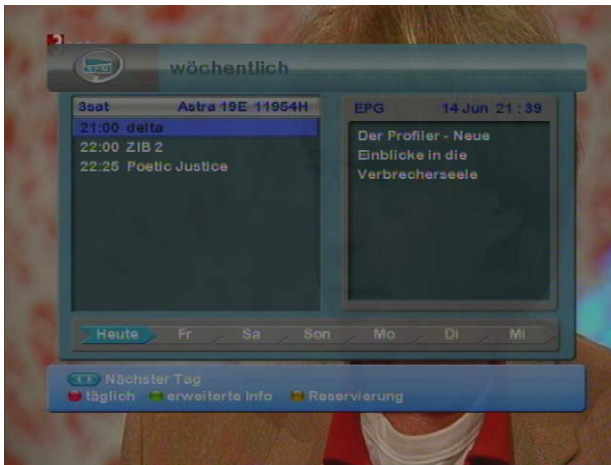 wöchentlich
3sat Astra 19E 11954H
21:00 delta
22:00 ZIB 2
22:25 Poetic Justice
EPG 14 Jun 21:39
Der Profiler - Neue
Einblicke in die
Verbrecherseele
Heute Fr Sa Son Mo Di Mi
Nächster Tag
täglich erweiterte Info Reservierung